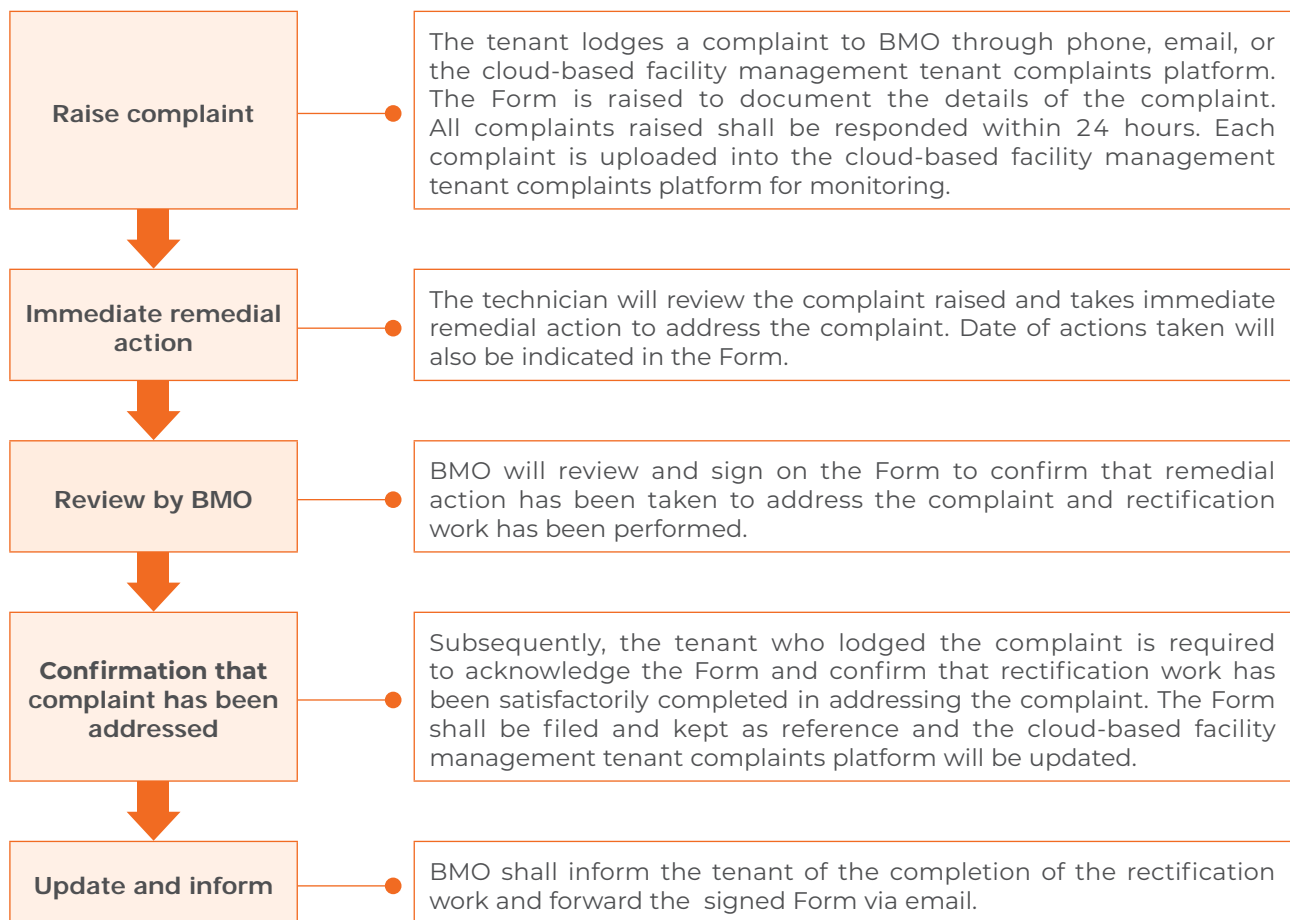 Raise complaint
The tenant lodges a complaint to BMO through phone, email, or
the cloud-based facility management tenant complaints platform.
The Form is raised to document the details of the complaint.
All complaints raised shall be responded within 24 hours. Each
complaint is uploaded into the cloud-based facility management
tenant complaints platform for monitoring.
Immediate remedial
action
The technician will review the complaint raised and takes immediate
remedial action to address the complaint. Date of actions taken will
also be indicated in the Form.
Review by BMO
BMO will review and sign on the Form to confirm that remedial
action has been taken to address the complaint and rectification
work has been performed.
Confirmation that
complaint has been
addressed
Subsequently, the tenant who lodged the complaint is required
to acknowledge the Form and confirm that rectification work has
been satisfactorily completed in addressing the complaint. The Form
shall be filed and kept as reference and the cloud-based facility
management tenant complaints platform will be updated.
Update and inform
BMO shall inform the tenant of the completion of the rectification
work and forward the signed Form via email.